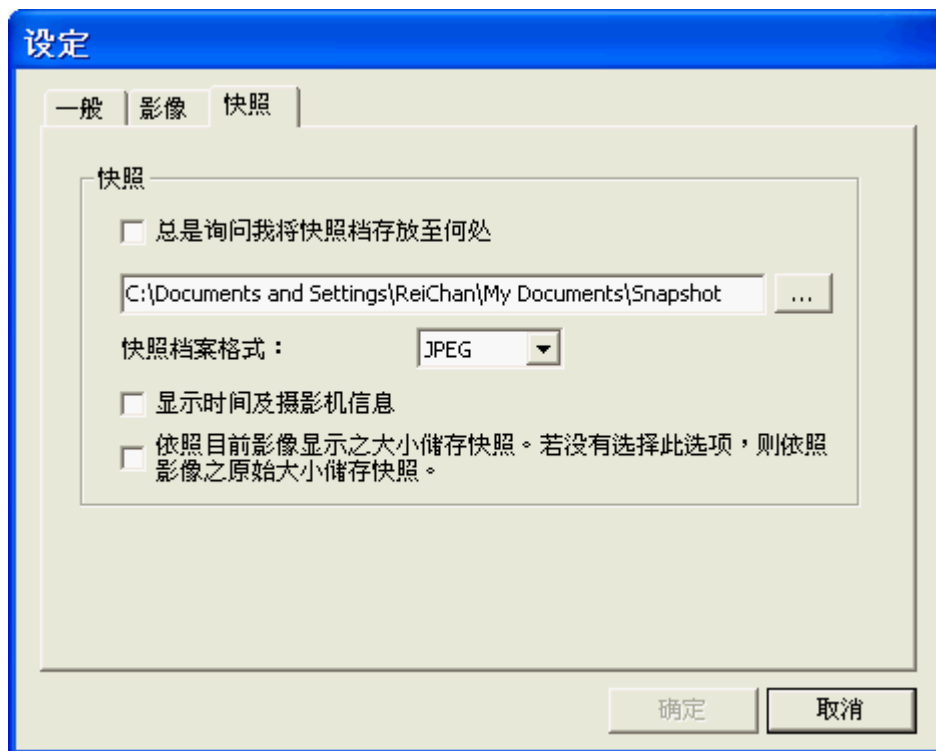 设定
一般 影像 快照
快照
总是询问我将快照档存放至何处
C:\Documents and Settings\ReiChan\My Documents\Snapshot ...
快照档案格式： JPEG
显示时间及摄影机信息
依照目前影像显示之大小储存快照。若没有选择此选项，则依照
影像之原始大小储存快照。
确定 取消